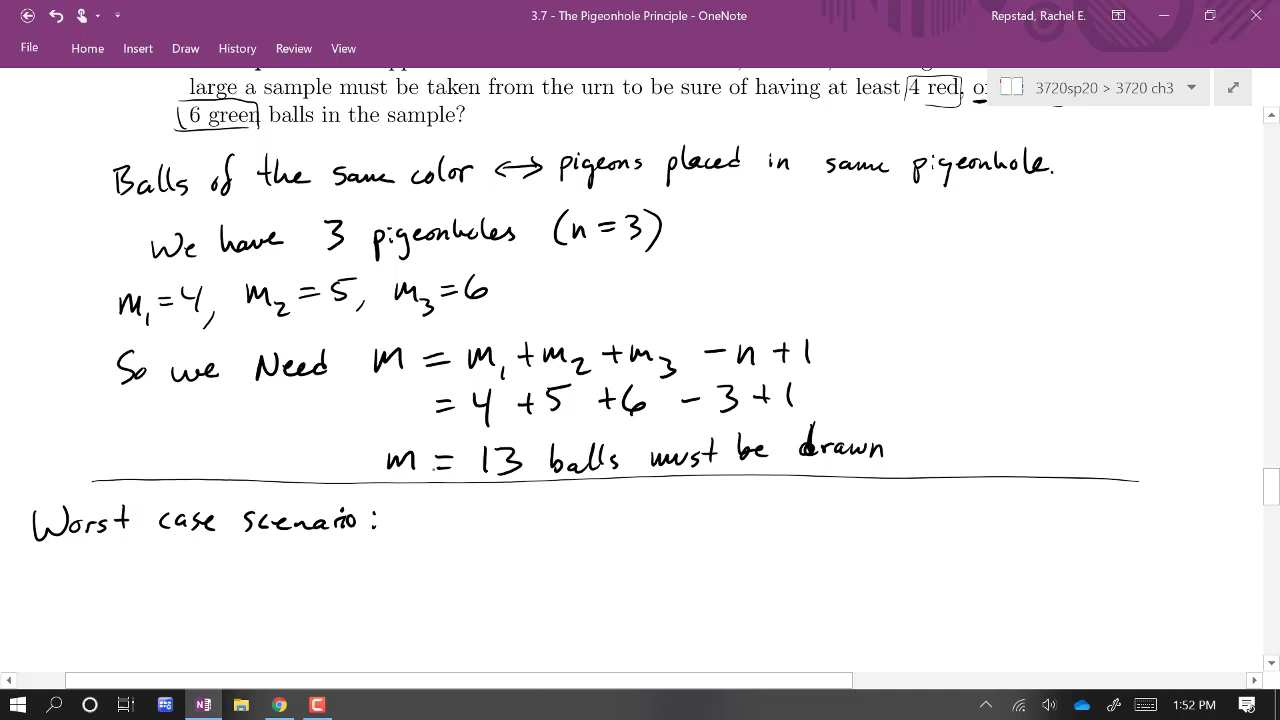 3.7 - The Pigeonhole Principle - OneNote
Repstad, Rachel E.
File Home Insert Draw History Review View
large a sample must be taken from the urn to be sure of having at least 4 red,
3720sp20 > 3720 ch3
6 green balls in the sample?
Balls of the same color ↔ pigeons placed in same pigeonhole.
We have 3 pigeonholes (n = 3)
m₁ = 4, m₂ = 5, m₃ = 6
So we Need m = m₁ + m₂ + m₃ - n + 1
= 4 + 5 + 6 - 3 + 1
m = 13 balls must be drawn
Worst case scenario:
1:52 PM